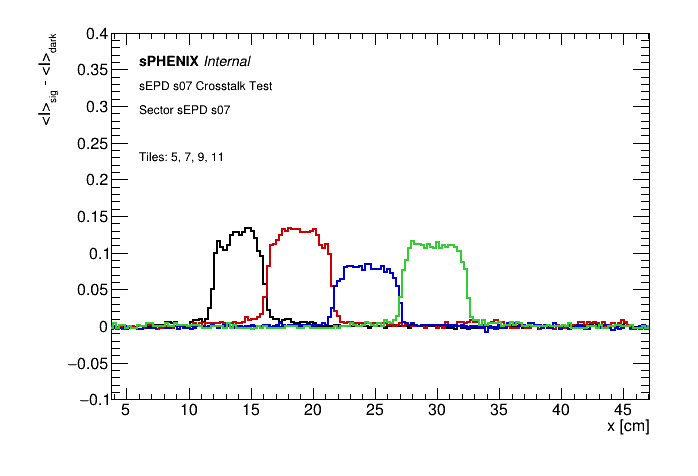 <I>sig - <I>dark
0.4
0.35
0.3
0.25
0.2
0.15
0.1
0.05
0
−0.05
−0.1
sPHENIX Internal
sEPD s07 Crosstalk Test
Sector sEPD s07
Tiles: 5, 7, 9, 11
5 10 15 20 25 30 35 40 45
x [cm]